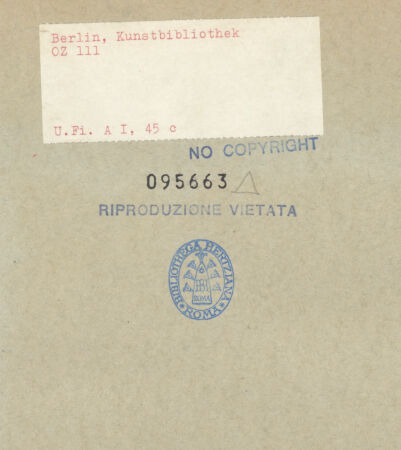 Berlin, Kunstbibliothek
OZ 111
U.Fi. A I, 45 c
NO COPYRIGHT
095663
RIPRODUZIONE VIETATA
BIBLIOTHECA HERTZIANA
ROMA